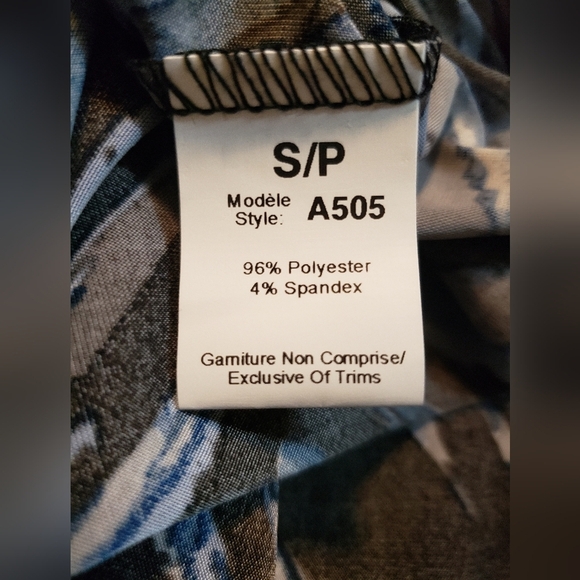 S/P
Modèle
Style: A505
96% Polyester
4% Spandex
Garniture Non Comprise/
Exclusive Of Trims